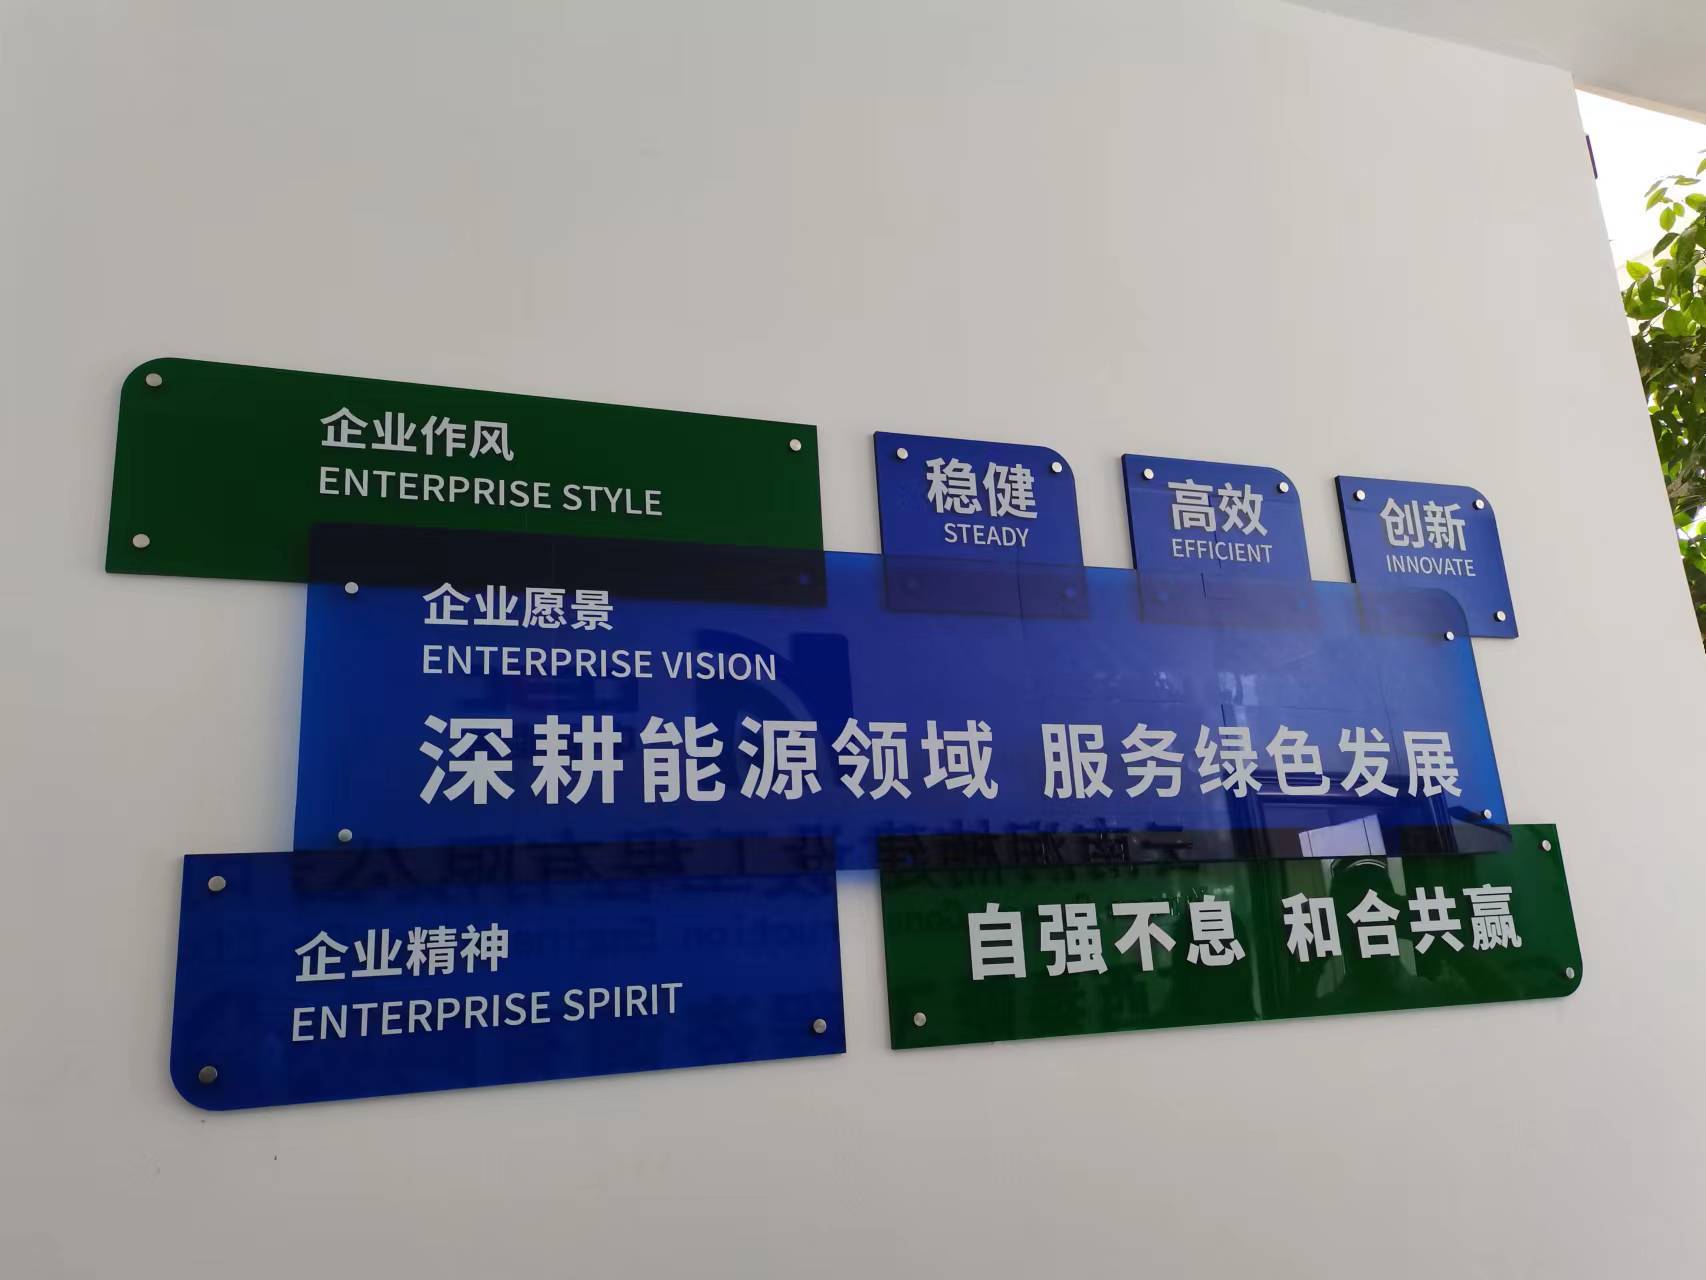 企业作风
ENTERPRISE STYLE
稳健
STEADY
高效
EFFICIENT
创新
INNOVATE
企业愿景
ENTERPRISE VISION
深耕能源领域 服务绿色发展
企业精神
ENTERPRISE SPIRIT
自强不息 和合共赢